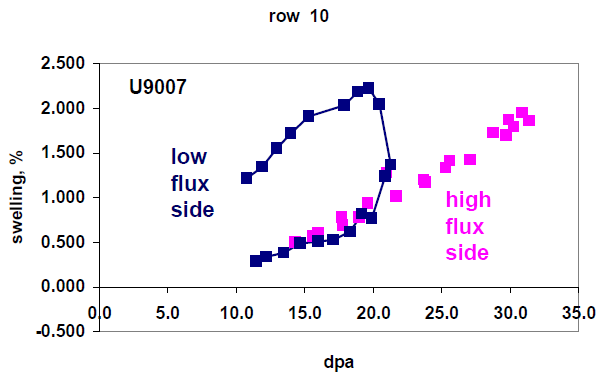 row 10
2.500
2.000
1.500
1.000
0.500
0.000
-0.500
swelling, %
U9007
low
flux
side
high
flux
side
0.0 5.0 10.0 15.0 20.0 25.0 30.0 35.0
dpa